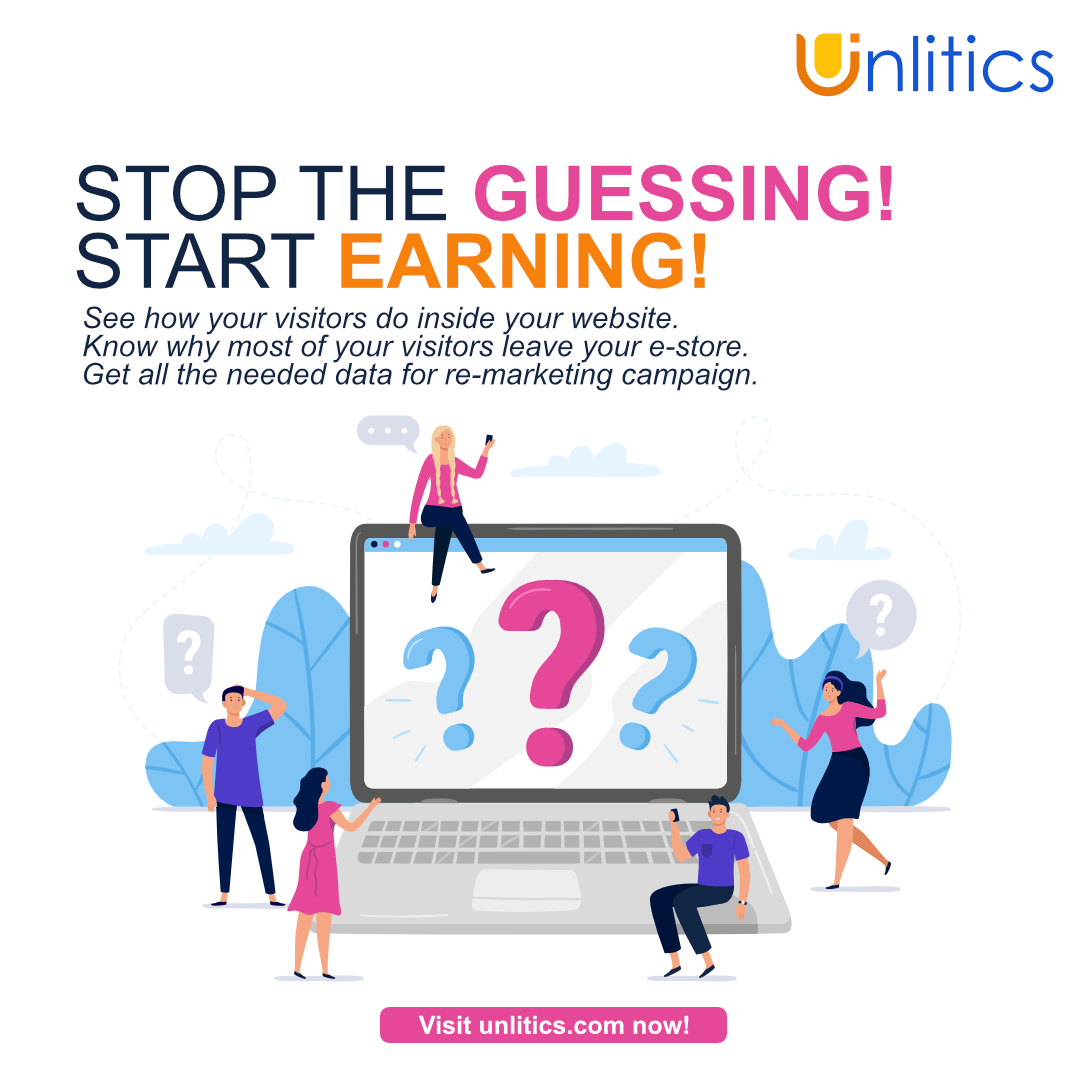 Unlitics
STOP THE GUESSING!
START EARNING!
See how your visitors do inside your website.
Know why most of your visitors leave your e-store.
Get all the needed data for re-marketing campaign.
?
? ? ?
?
Visit unlitics.com now!